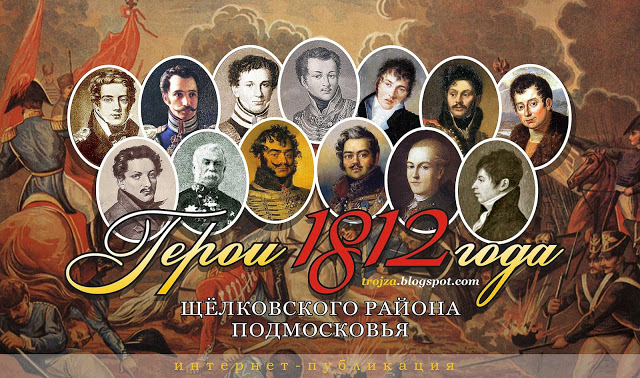 Герои 1812 года
trojza.blogspot.com
ЩЁЛКОВСКОГО РАЙОНА
ПОДМОСКОВЬЯ
интернет-публикация